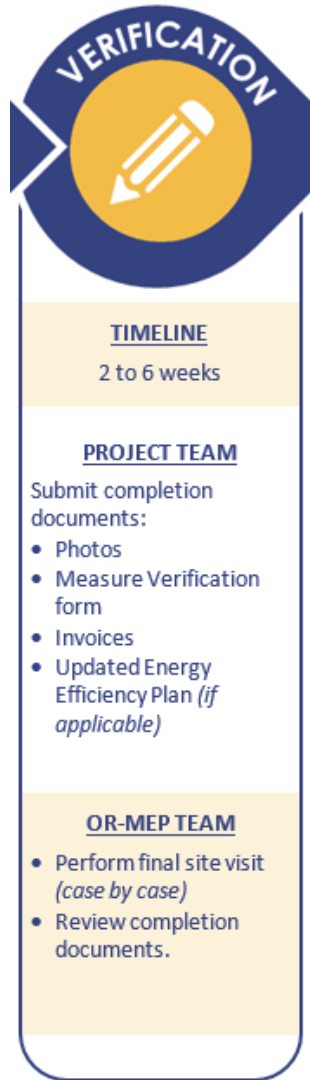 VERIFICATION
TIMELINE
2 to 6 weeks
PROJECT TEAM
Submit completion
documents:
• Photos
• Measure Verification
form
• Invoices
• Updated Energy
Efficiency Plan (if
applicable)
OR-MEP TEAM
• Perform final site visit
(case by case)
• Review completion
documents.